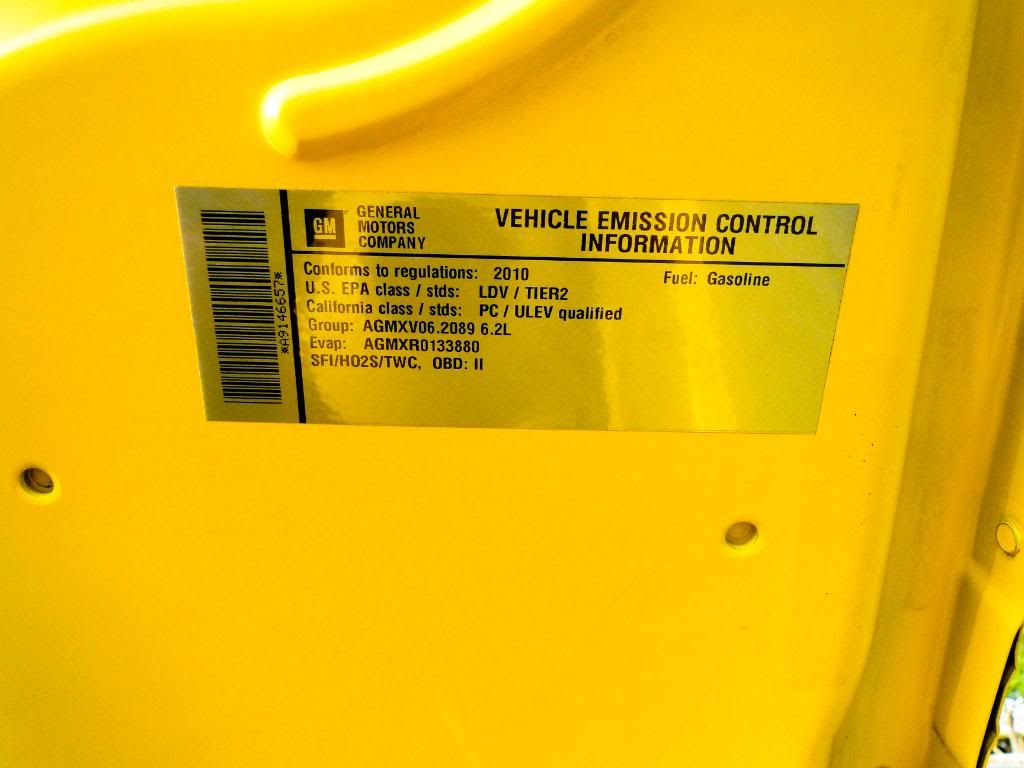 *A9146657*
GM
GENERAL
MOTORS
COMPANY
VEHICLE EMISSION CONTROL
INFORMATION
Conforms to regulations: 2010
Fuel: Gasoline
U.S. EPA class / stds: LDV / TIER2
California class / stds: PC / ULEV qualified
Group: AGMXV06.2089 6.2L
Evap: AGMXR0133880
SFI/HO2S/TWC, OBD: II